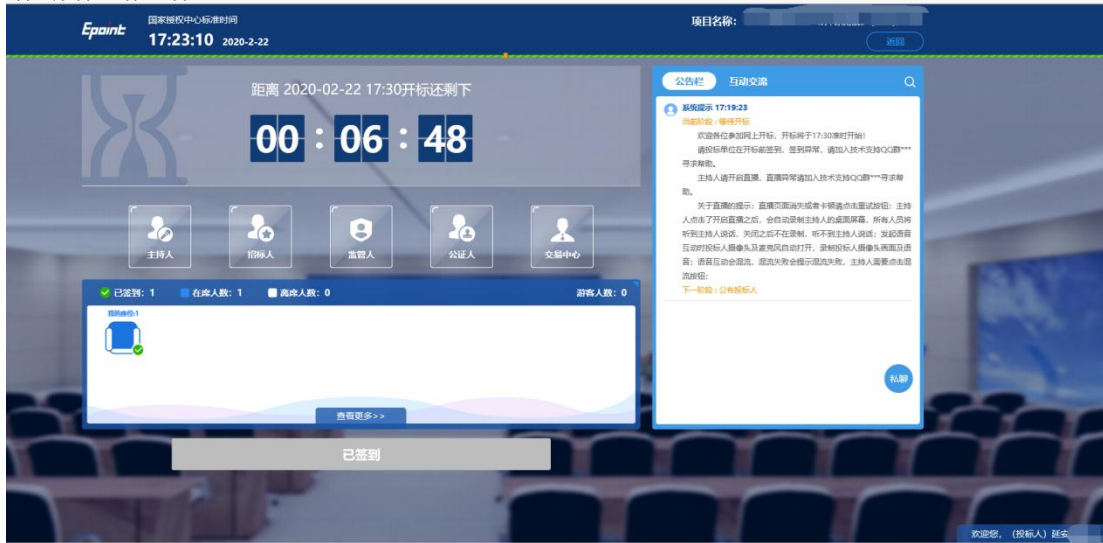 Epoint
国家授权中心标准时间
17:23:10 2020-2-22
项目名称：
返回
距离 2020-02-22 17:30开标还剩下
00 : 06 : 48
主持人
招标人
监管人
公证人
交易中心
已签到：1 在席人数：1 离席人数：0 游客人数：0
我的座位:1
查看更多>>
已签到
公告栏 互动交流
系统提示 17:19:23
当前阶段：等待开标
欢迎各位参加网上开标，开标将于17:30准时开始!
请投标单位在开标前签到，签到异常，请加入技术支持QQ群***
寻求帮助。
主持人请开启直播，直播异常请加入技术支持QQ群***寻求帮
助。
关于直播的提示：直播页面消失或者卡顿请点击重试按钮；主持
人点击了开启直播之后，会自动录制主持人的桌面屏幕，所有人员将
听到主持人说话，关闭之后不在录制，听不到主持人说话；发起语音
互动时投标人摄像头及麦克风自动打开，录制投标人摄像头画面及语
音；语音互动会混流，混流失败会提示混流失败，主持人需要点击混
流按钮；
下一阶段：公布投标人
私聊
欢迎您，（投标人）延